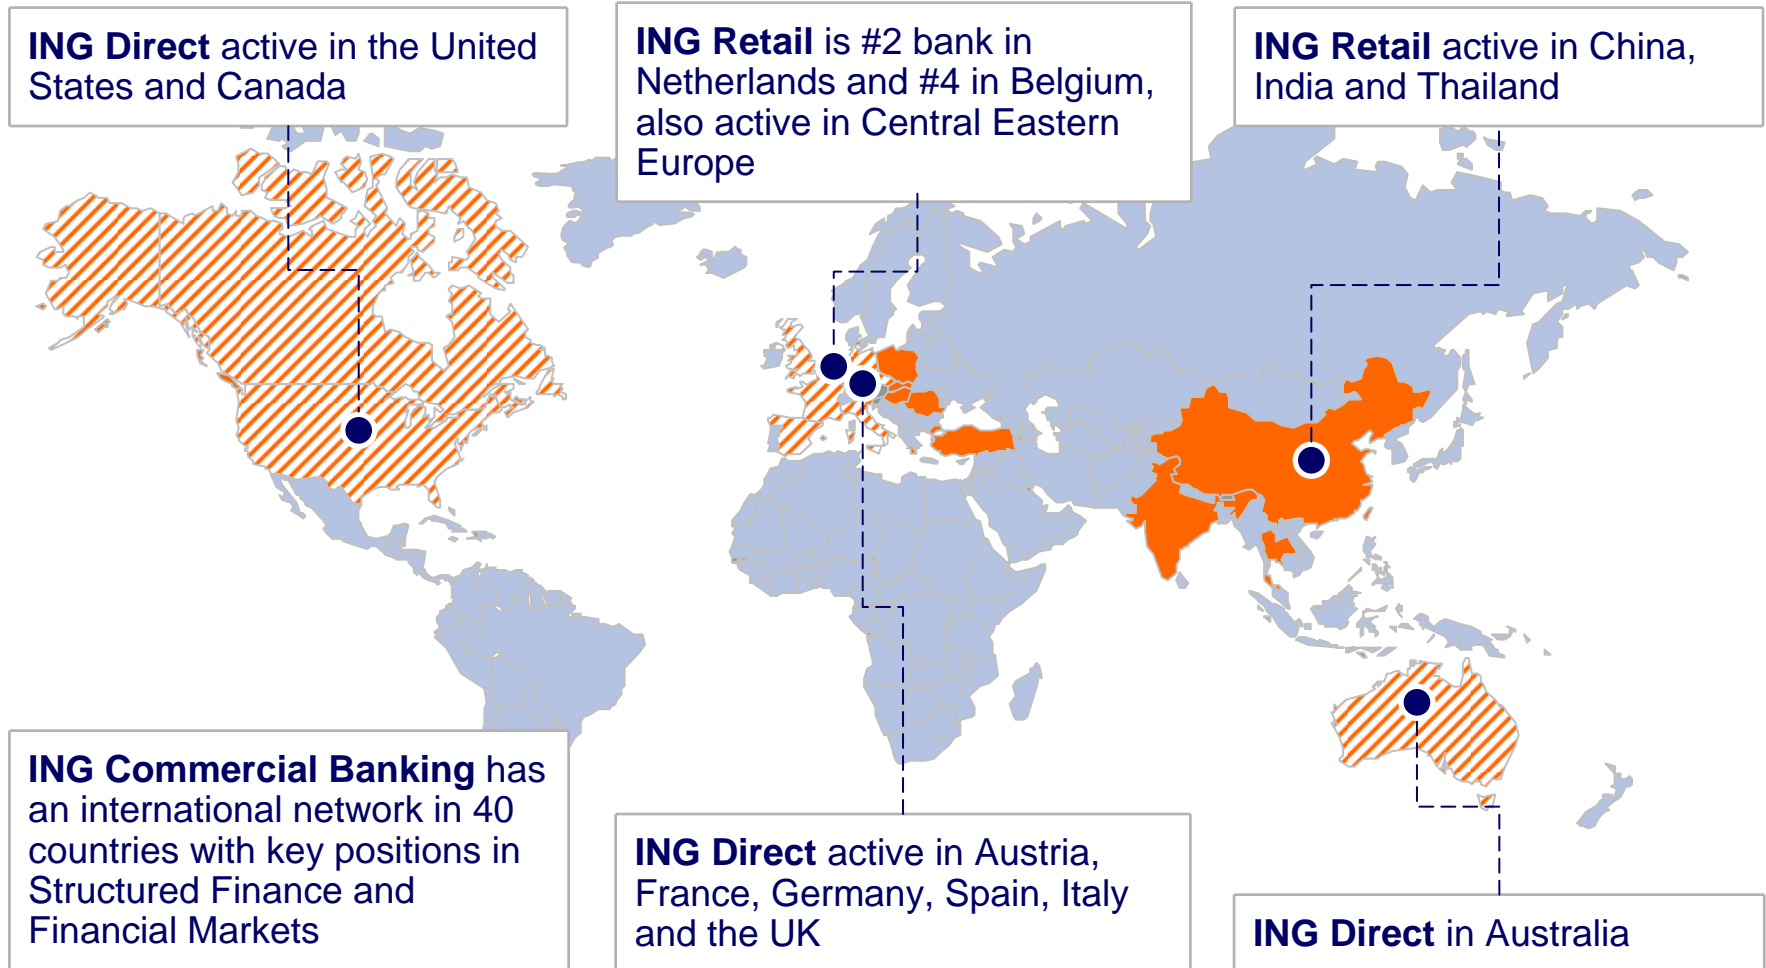 ING Direct active in the United
States and Canada
ING Retail is #2 bank in
Netherlands and #4 in Belgium,
also active in Central Eastern
Europe
ING Retail active in China,
India and Thailand
ING Commercial Banking has
an international network in 40
countries with key positions in
Structured Finance and
Financial Markets
ING Direct active in Austria,
France, Germany, Spain, Italy
and the UK
ING Direct in Australia